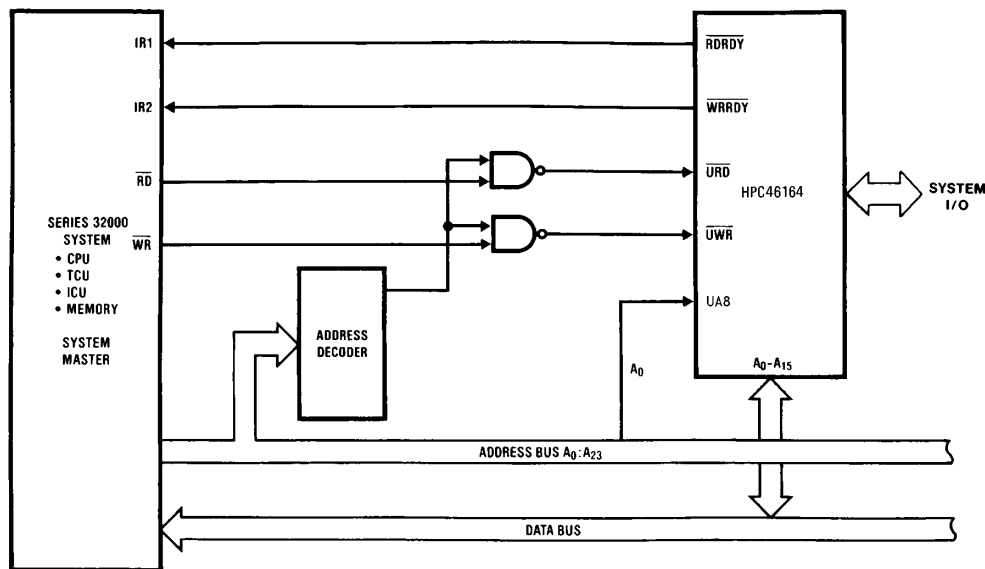 IR1
RDRDY
IR2
WRRDY
RD
URD
HPC46164
SYSTEM
I/O
SERIES 32000
SYSTEM
• CPU
• TCU
• ICU
• MEMORY
SYSTEM
MASTER
WR
UWR
ADDRESS
DECODER
UA8
A0
A0-A15
ADDRESS BUS A0:A23
DATA BUS